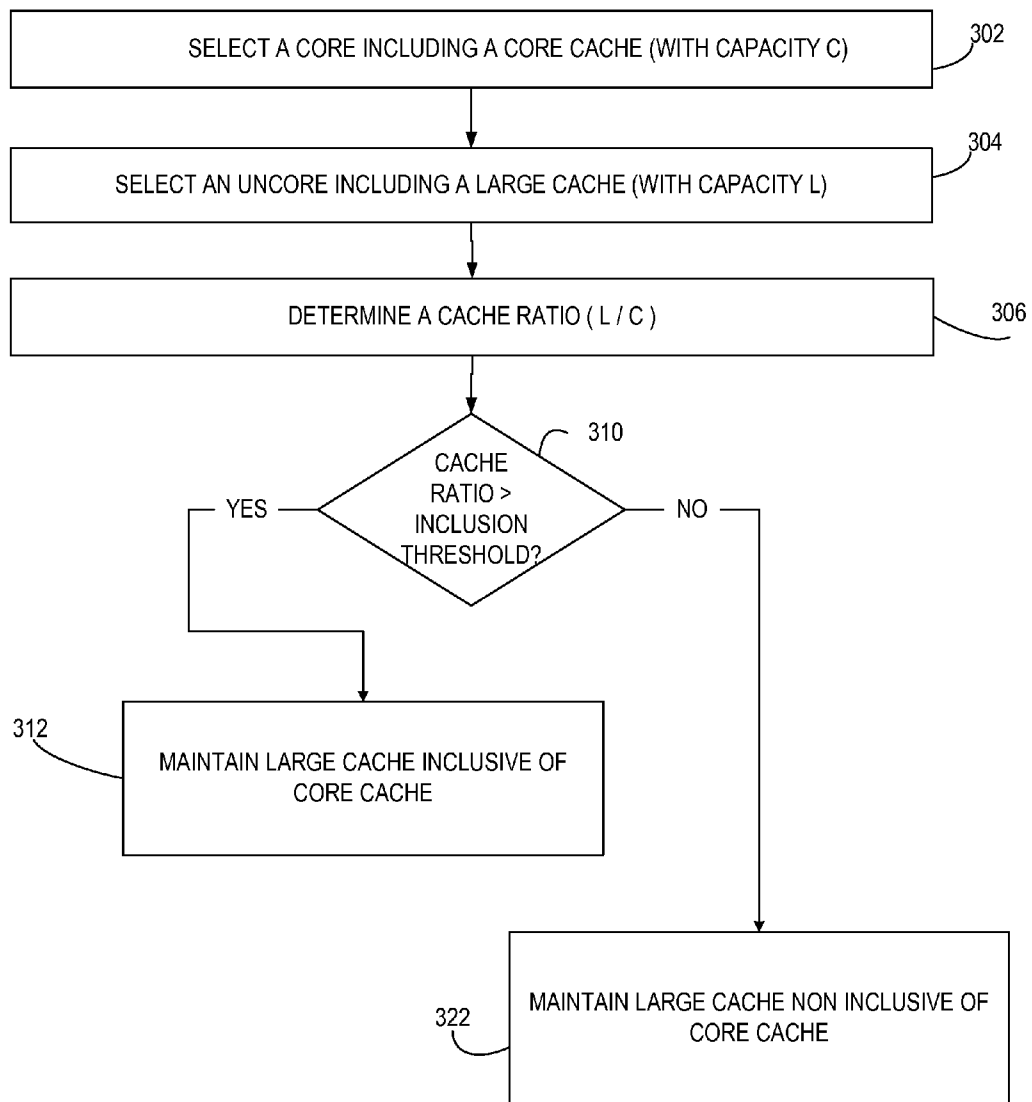 SELECT A CORE INCLUDING A CORE CACHE (WITH CAPACITY C)
302
SELECT AN UNCORE INCLUDING A LARGE CACHE (WITH CAPACITY L)
304
DETERMINE A CACHE RATIO ( L / C )
306
310
CACHE
RATIO >
INCLUSION
THRESHOLD?
YES
NO
312
MAINTAIN LARGE CACHE INCLUSIVE OF
CORE CACHE
322
MAINTAIN LARGE CACHE NON INCLUSIVE OF
CORE CACHE